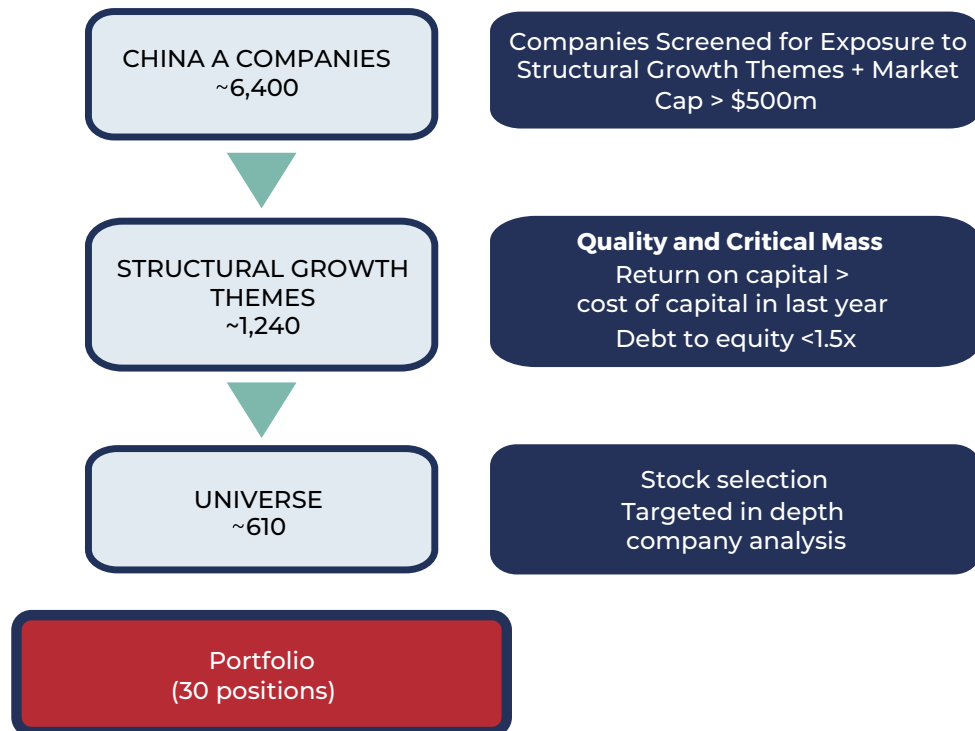 CHINA A COMPANIES
~6,400
Companies Screened for Exposure to
Structural Growth Themes + Market
Cap > $500m
STRUCTURAL GROWTH
THEMES
~1,240
Quality and Critical Mass
Return on capital >
cost of capital in last year
Debt to equity <1.5x
UNIVERSE
~610
Stock selection
Targeted in depth
company analysis
Portfolio
(30 positions)